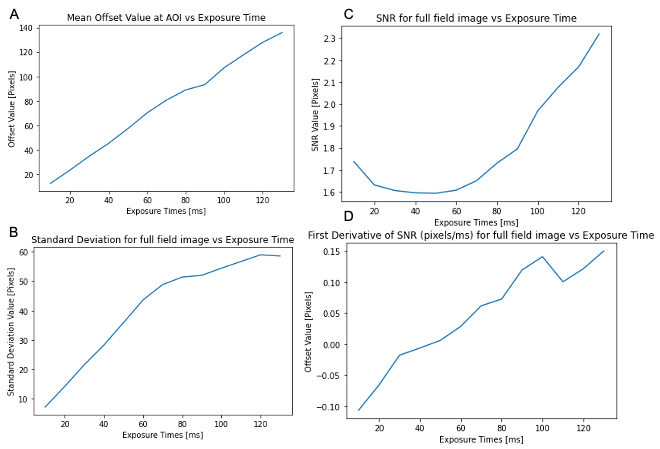 A
Mean Offset Value at AOI vs Exposure Time
Offset Value [Pixels]
140
120
100
80
60
40
20
20 40 60 80 100 120
Exposure Times [ms]
B
Standard Deviation for full field image vs Exposure Time
Standard Deviation Value [Pixels]
60
50
40
30
20
10
20 40 60 80 100 120
Exposure Times [ms]
C
SNR for full field image vs Exposure Time
SNR Value [Pixels]
2.3
2.2
2.1
2.0
1.9
1.8
1.7
1.6
20 40 60 80 100 120
Exposure Times [ms]
D
First Derivative of SNR (pixels/ms) for full field image vs Exposure Time
Offset Value [Pixels]
0.15
0.10
0.05
0.00
−0.05
−0.10
20 40 60 80 100 120
Exposure Times [ms]